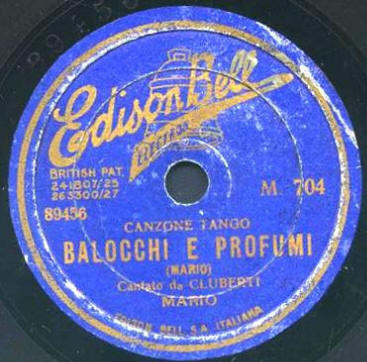 89456
Edison Bell
BRITISH PAT.
241807/25
263300/27
M. 704
89456
CANZONE TANGO
BALOCCHI E PROFUMI
(MARIO)
Cantato da CLUBERTI
MARIO
EDISON BELL S.A. ITALIANA